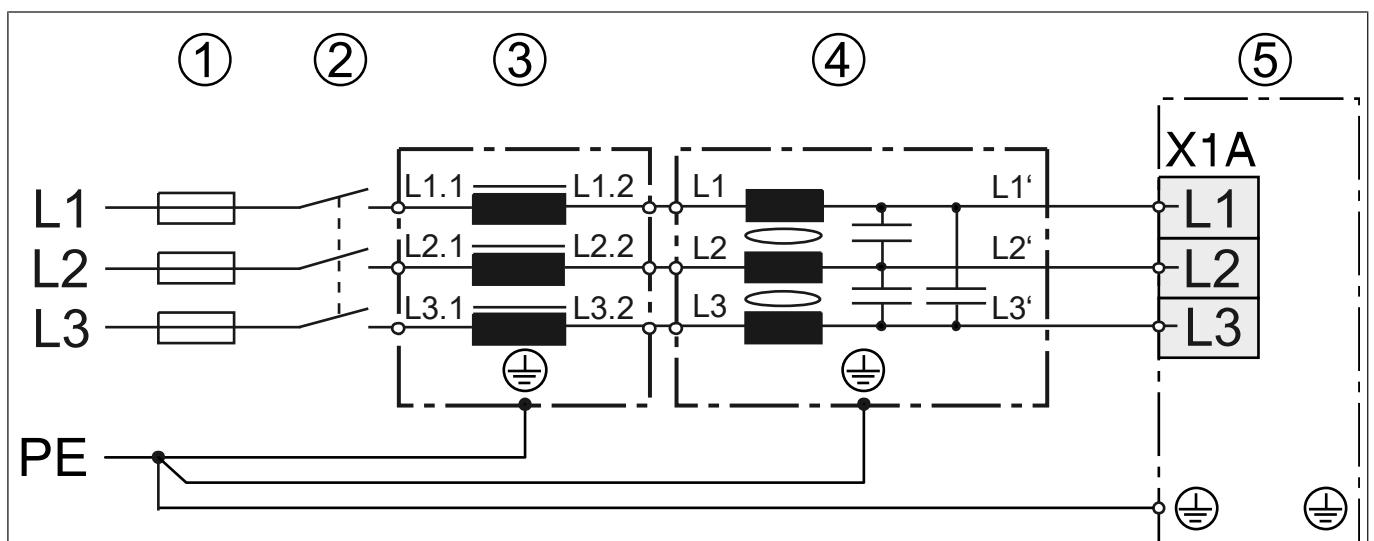 ① ② ③ ④ ⑤
X1A
L1 L1.1 L1.2 L1 L1‘ L1
L2 L2.1 L2.2 L2 L2‘ L2
L3 L3.1 L3.2 L3 L3‘ L3
PE